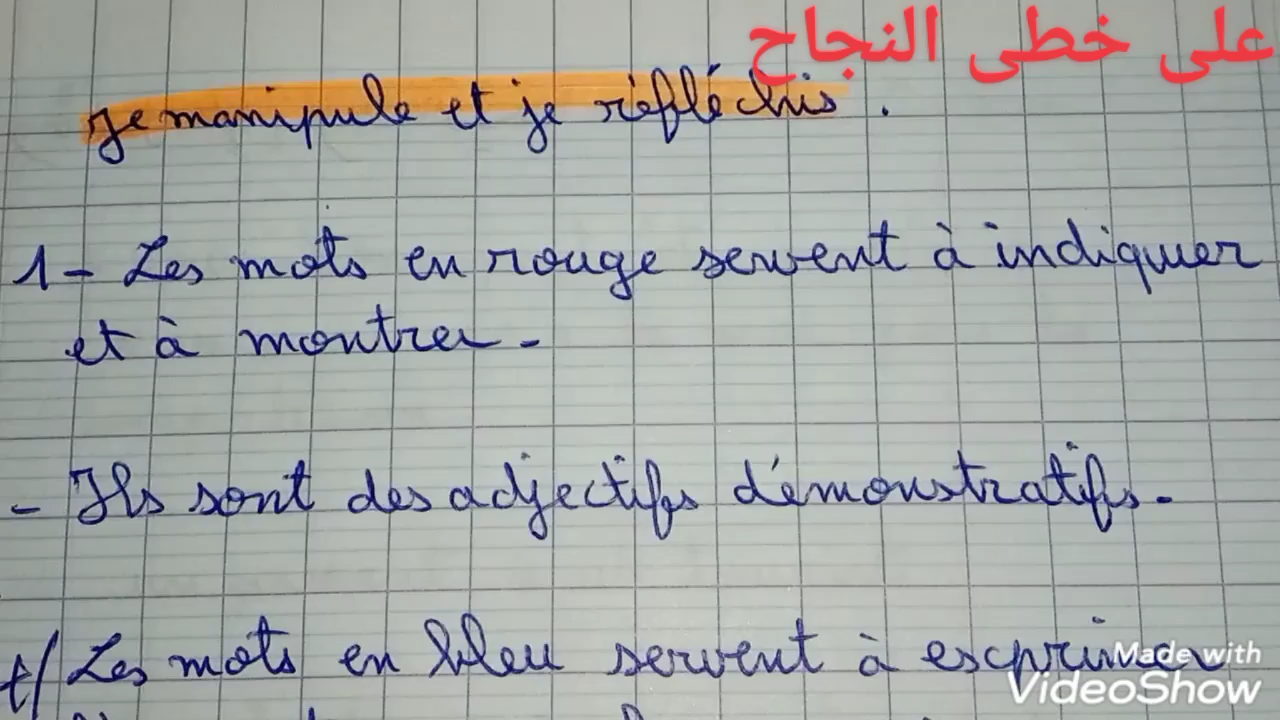 على خطى النجاح
Je manipule et je réfléchis.
1- Les mots en rouge servent à indiquer
et à montrer.
- Ils sont des adjectifs démonstratifs.
t/ Les mots en bleu servent à exprimer
Made with
VideoShow